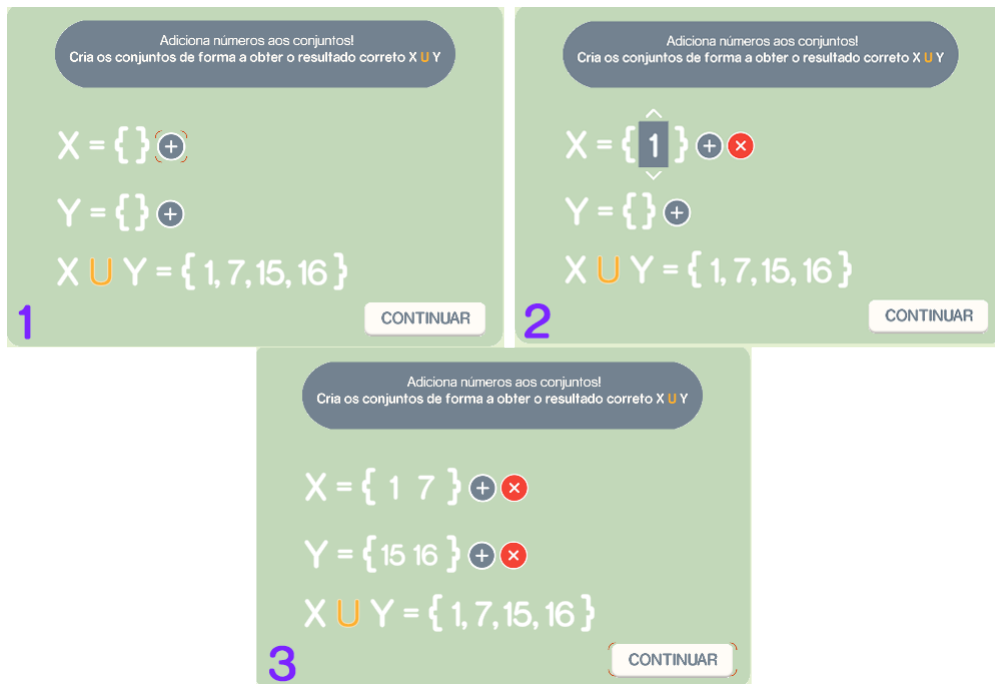 Adiciona números aos conjuntos!
Cria os conjuntos de forma a obter o resultado correto X U Y
X = { }
Y = { }
X U Y = { 1, 7, 15, 16 }
CONTINUAR
1
Adiciona números aos conjuntos!
Cria os conjuntos de forma a obter o resultado correto X U Y
X = { 1 }
Y = { }
X U Y = { 1, 7, 15, 16 }
CONTINUAR
2
Adiciona números aos conjuntos!
Cria os conjuntos de forma a obter o resultado correto X U Y
X = { 1 7 }
Y = { 15 16 }
X U Y = { 1, 7, 15, 16 }
CONTINUAR
3